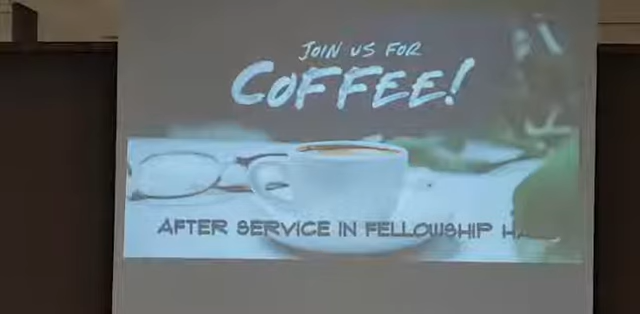 JOIN US FOR
COFFEE!
AFTER SERVICE IN FELLOWSHIP